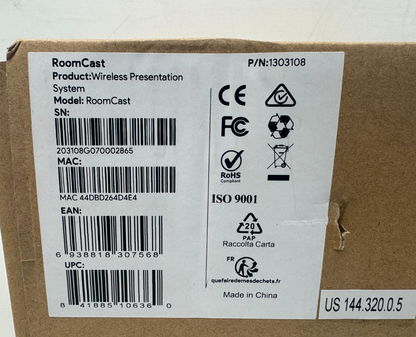 RoomCast
P/N:1303108
Product:Wireless Presentation
System
Model: RoomCast
SN:
203108G070002865
MAC:
MAC 44DBD264D4E4
EAN:
6 938818 307568
UPC:
8 41885 10636 0
CE
FC
RoHS
Compliant
ISO 9001
20
PAP
Raccolta Carta
FR
quefairedemesdechets.fr
Made in China
US 144.320.0.5